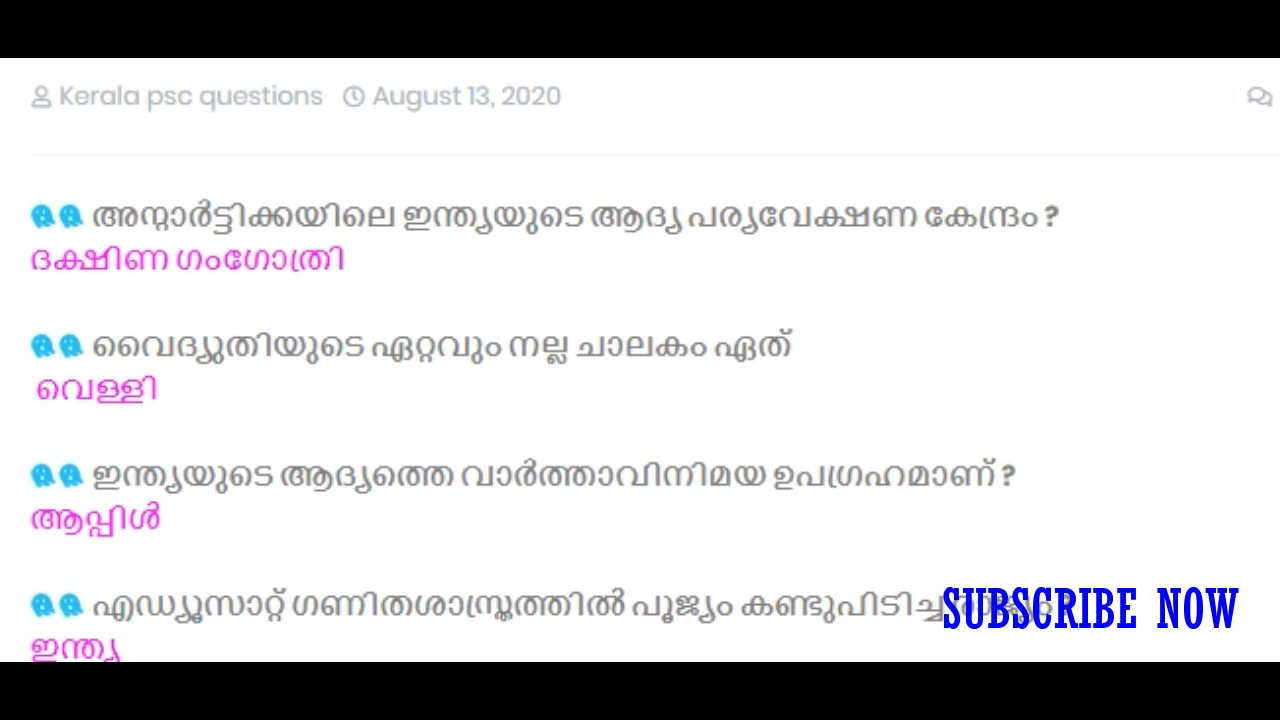 Kerala psc questions August 13, 2020
അന്റാർട്ടിക്കയിലെ ഇന്ത്യയുടെ ആദ്യ പര്യവേക്ഷണ കേന്ദ്രം ?
ദക്ഷിണ ഗംഗോത്രി
വൈദ്യുതിയുടെ ഏറ്റവും നല്ല ചാലകം ഏത്
വെള്ളി
ഇന്ത്യയുടെ ആദ്യത്തെ വാർത്താവിനിമയ ഉപഗ്രഹമാണ് ?
ആപ്പിൾ
എഡ്യൂസാറ്റ് ഗണിതശാസ്ത്രത്തിൽ പൂജ്യം കണ്ടുപിടിച്ച
SUBSCRIBE NOW
ഇന്ത്യ